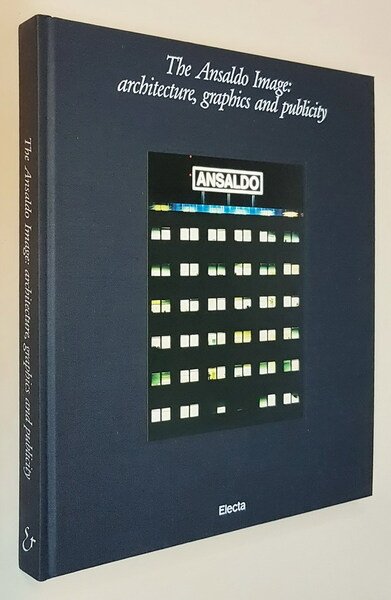 The Ansaldo Image:
architecture, graphics and publicity
ANSALDO
Electa
The Ansaldo Image: architecture, graphics and publicity